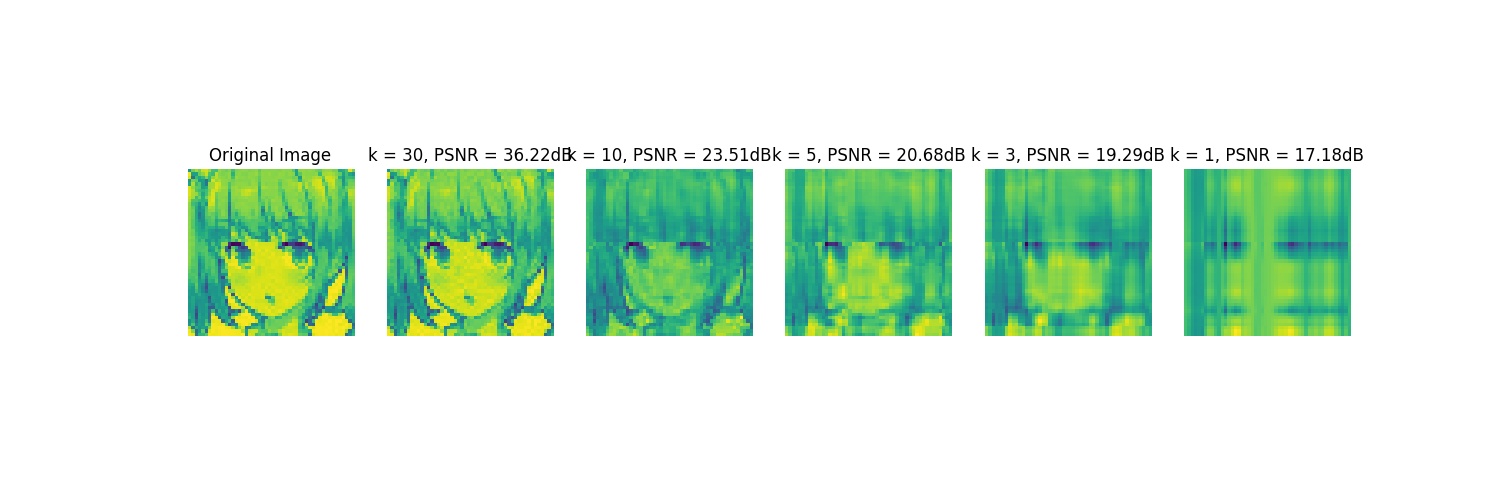 Original Image
k = 30, PSNR = 36.22dB
k = 10, PSNR = 23.51dB
k = 5, PSNR = 20.68dB
k = 3, PSNR = 19.29dB
k = 1, PSNR = 17.18dB